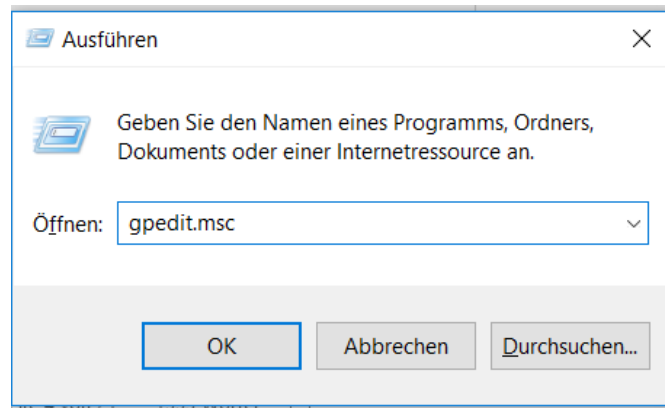 Ausführen
Geben Sie den Namen eines Programms, Ordners,
Dokuments oder einer Internetressource an.
Öffnen: gpedit.msc
OK Abbrechen Durchsuchen...